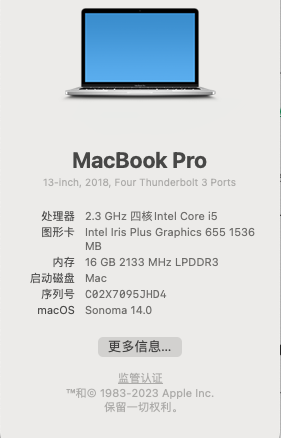 MacBook Pro
13-inch, 2018, Four Thunderbolt 3 Ports
处理器 2.3 GHz 四核Intel Core i5
图形卡 Intel Iris Plus Graphics 655 1536
MB
内存 16 GB 2133 MHz LPDDR3
启动磁盘 Mac
序列号 C02X7095JHD4
macOS Sonoma 14.0
更多信息...
监管认证
™和© 1983-2023 Apple Inc.
保留一切权利。